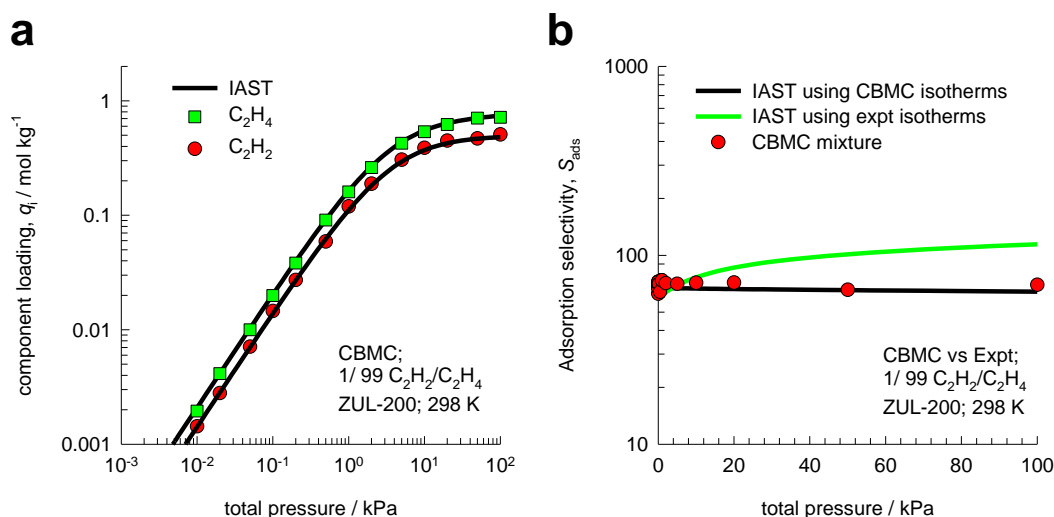 a
component loading, qᵢ / mol kg⁻¹
1
0.1
0.01
0.001
IAST
C₂H₄
C₂H₂
CBMC;
1/ 99 C₂H₂/C₂H₄
ZUL-200; 298 K
10⁻³ 10⁻² 10⁻¹ 10⁰ 10¹ 10²
total pressure / kPa
b
Adsorption selectivity, S_ads
1000
100
10
IAST using CBMC isotherms
IAST using expt isotherms
CBMC mixture
CBMC vs Expt;
1/ 99 C₂H₂/C₂H₄
ZUL-200; 298 K
0 20 40 60 80 100
total pressure / kPa